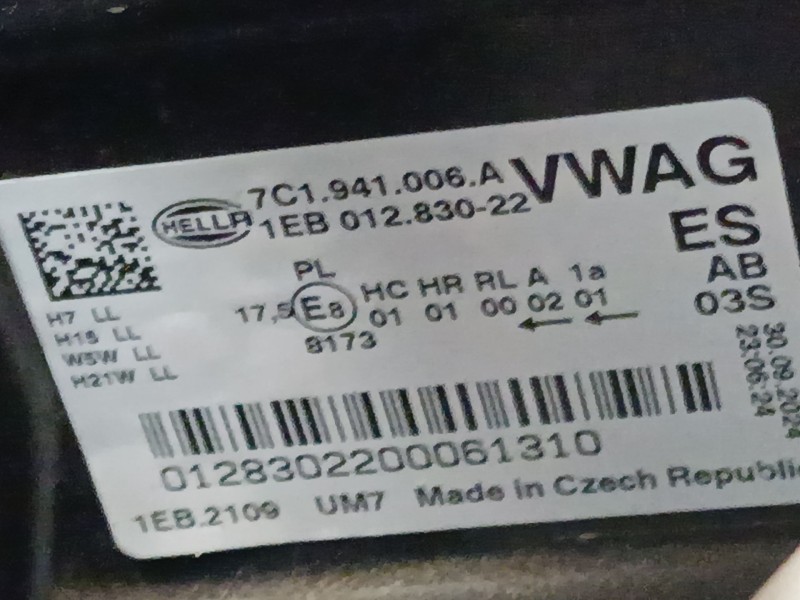 HELLA
7C1.941.006.A
1EB 012.830-22
VWAG
ES
AB
03S
30.09.2024
23:06:24
PL
17,5 E8
8173
HC HR RL A 1a
01 01 00 02 01
H7 LL
H15 LL
W5W LL
H21W LL
0128302200061310
1EB.2109 UM7 Made in Czech Republic